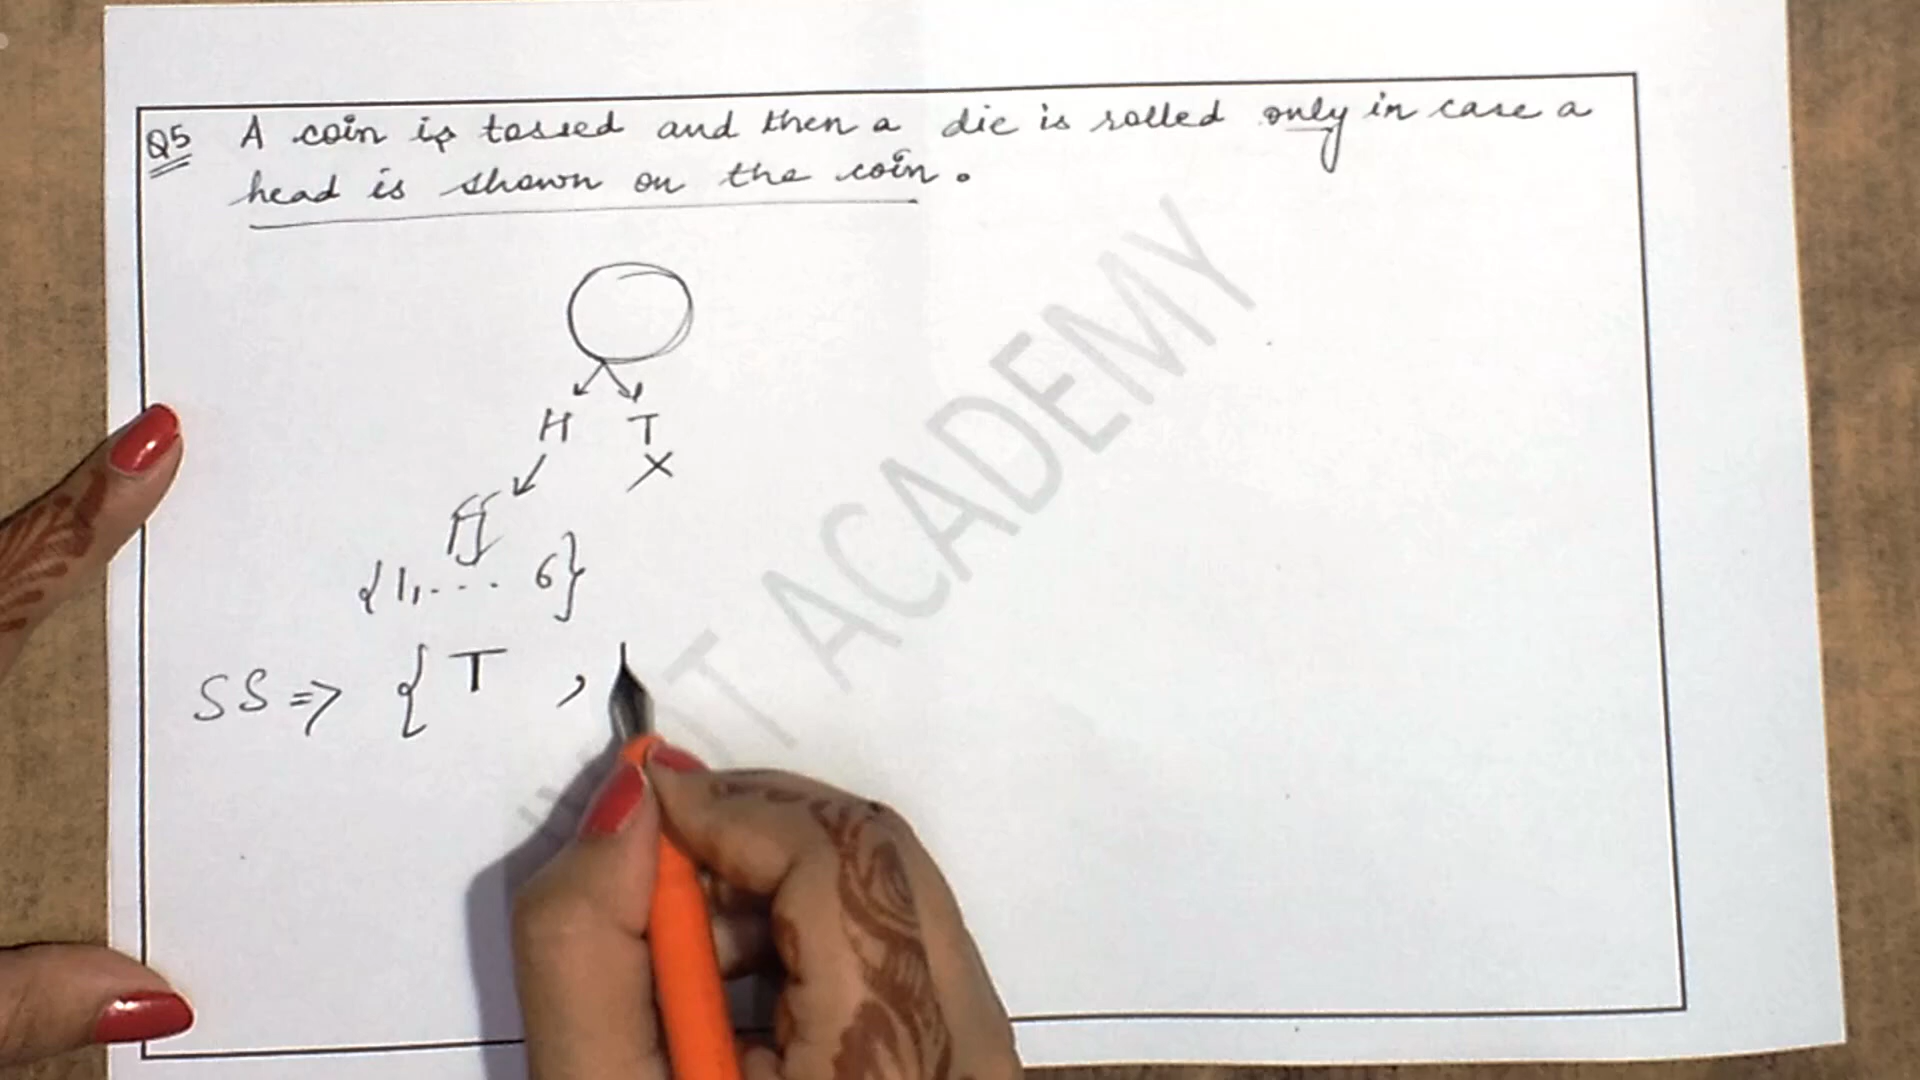 Q5 A coin is tossed and then a die is rolled only in case a
head is shown on the coin.
H T
X
{1, ... 6}
SS => { T ,
ACADEMY